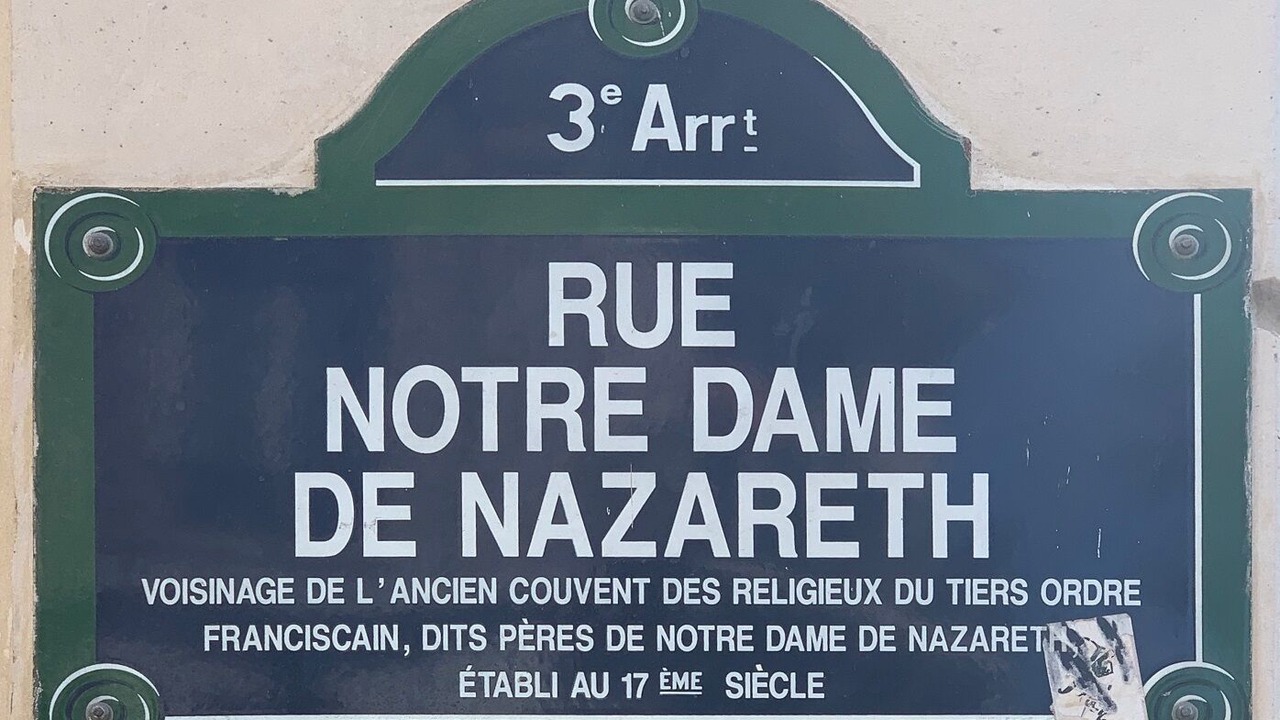 3e Arrt
RUE
NOTRE DAME
DE NAZARETH
VOISINAGE DE L'ANCIEN COUVENT DES RELIGIEUX DU TIERS ORDRE
FRANCISCAIN, DITS PÈRES DE NOTRE DAME DE NAZARETH
ÉTABLI AU 17 ÈME SIÈCLE